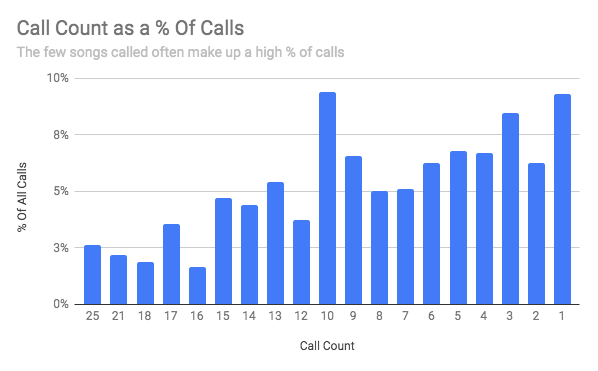 Call Count as a % Of Calls
The few songs called often make up a high % of calls
10%
8%
5%
3%
0%
% Of All Calls
25 21 18 17 16 15 14 13 12 10 9 8 7 6 5 4 3 2 1
Call Count